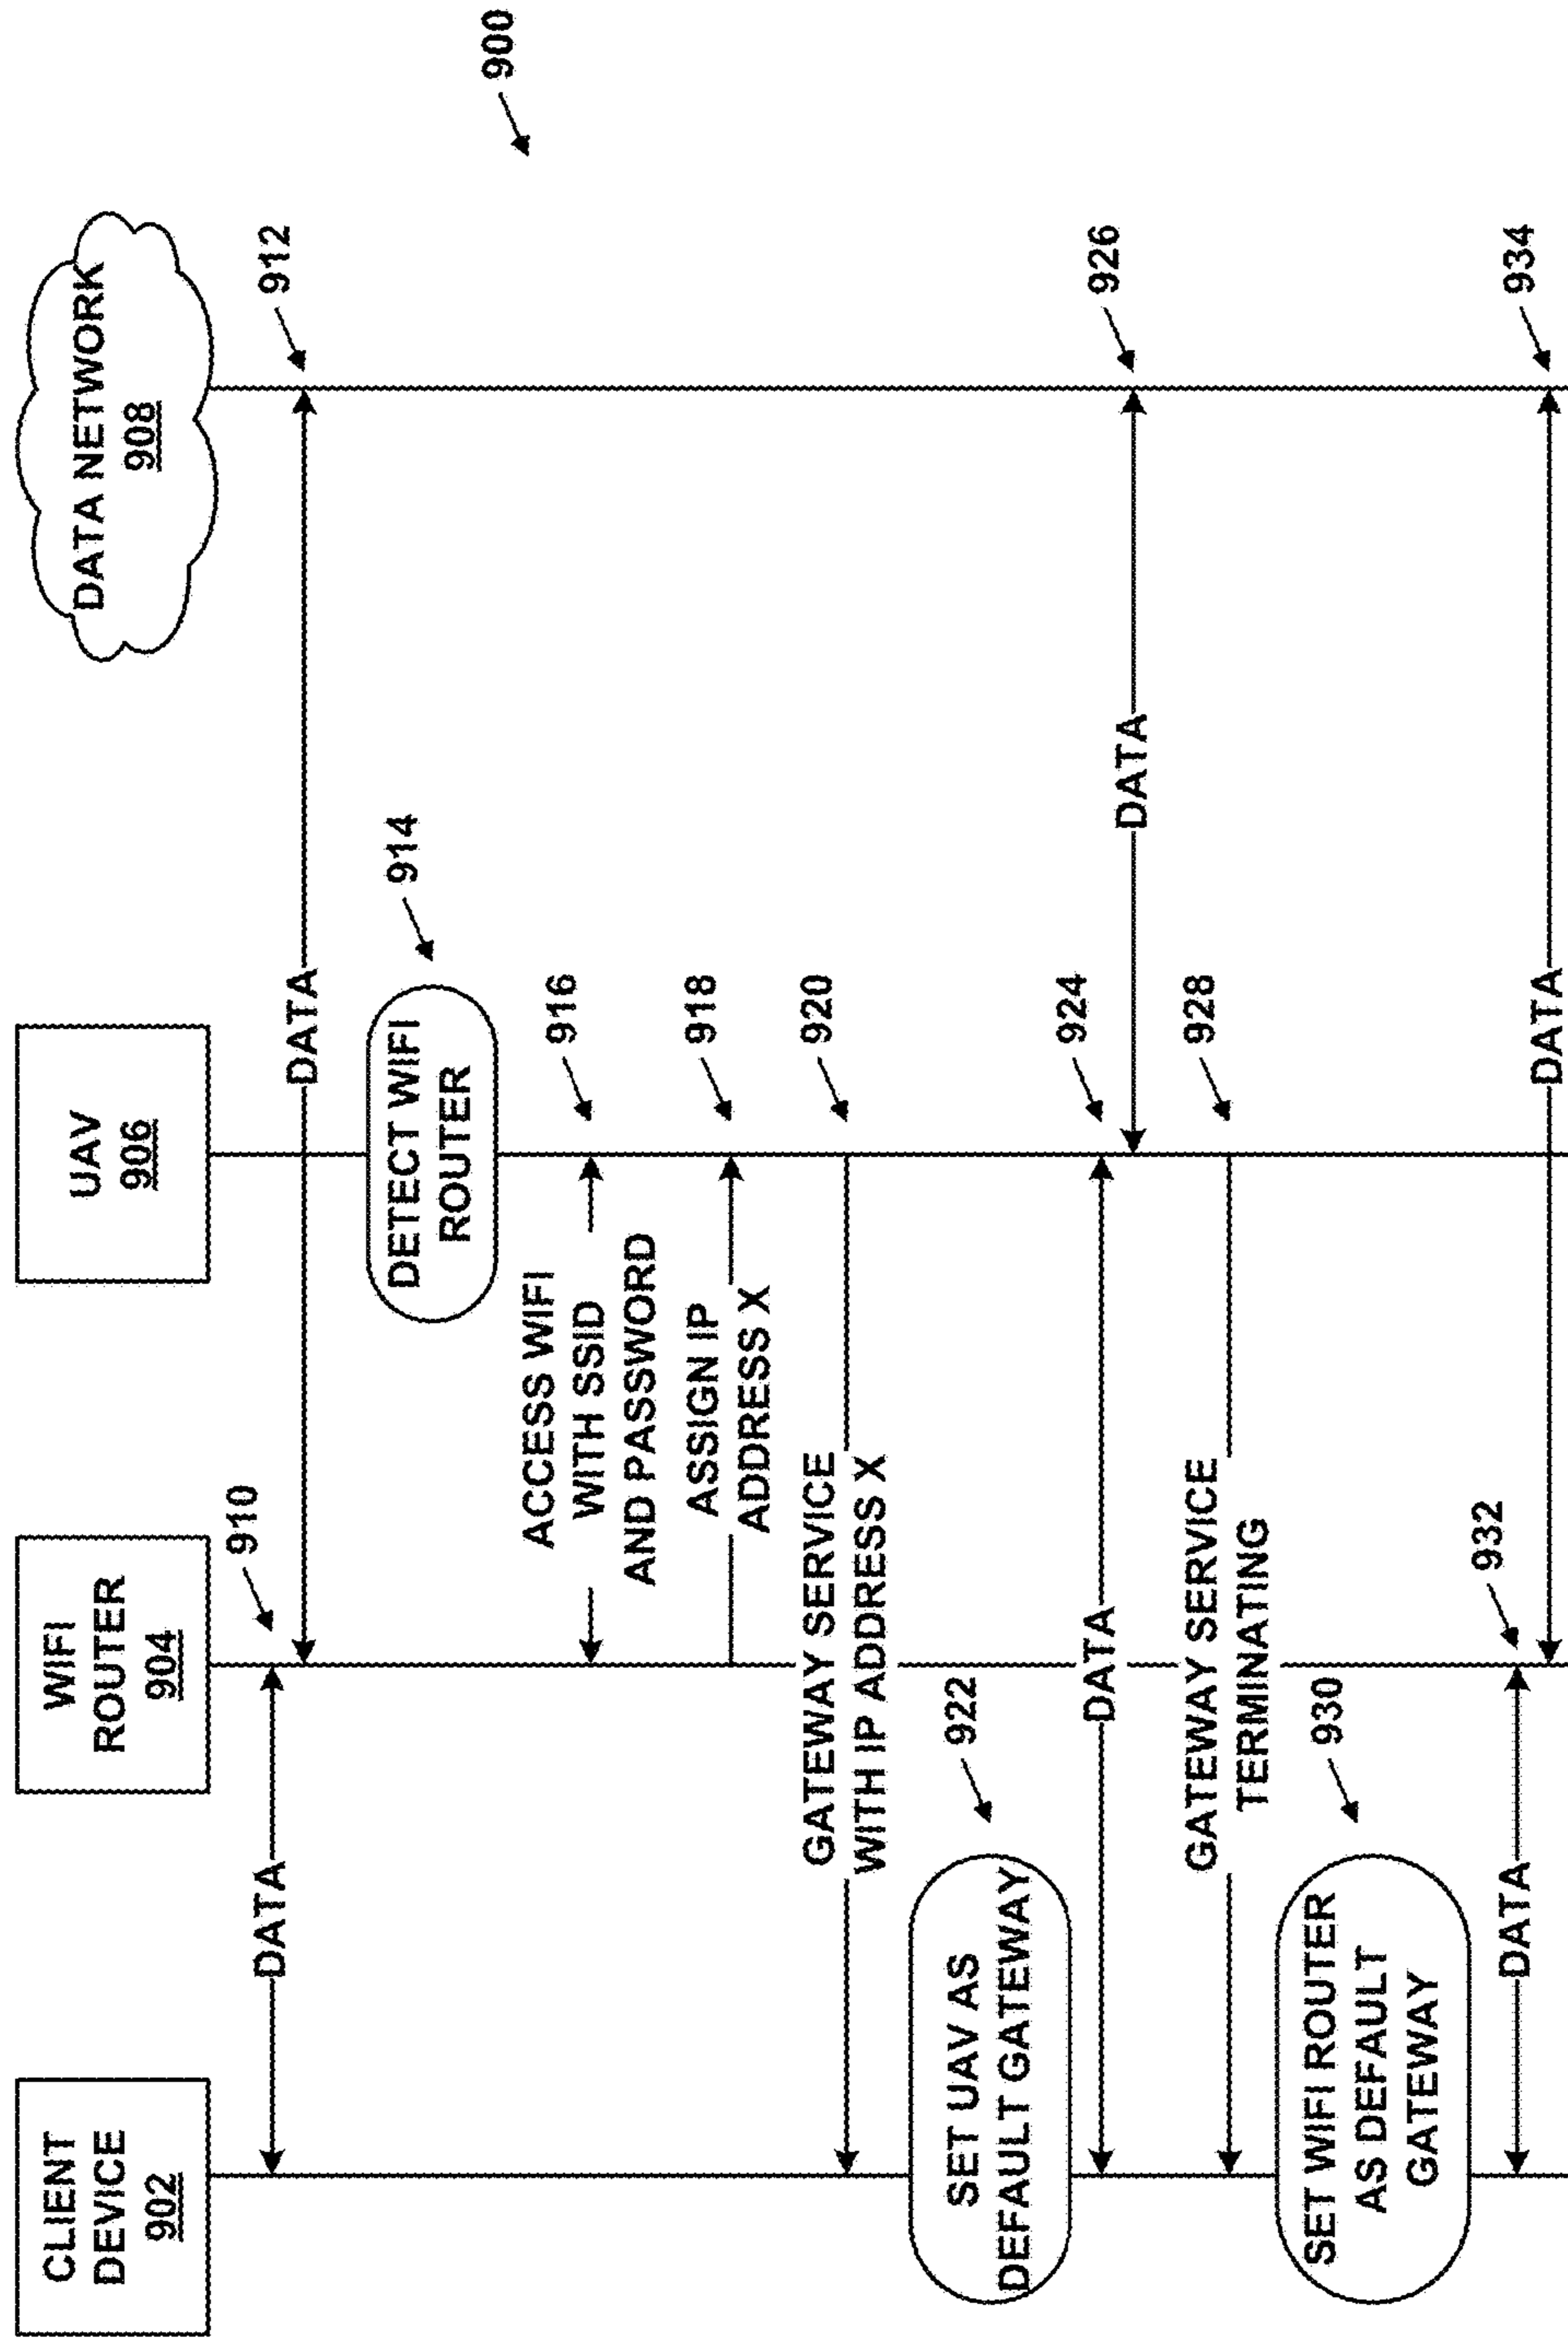 CLIENT
DEVICE
902
WIFI
ROUTER
904
UAV
906
DATA NETWORK
908
900
910
DATA
912
DATA
914
DETECT WIFI
ROUTER
916
ACCESS WIFI
WITH SSID
AND PASSWORD
918
ASSIGN IP
ADDRESS X
920
GATEWAY SERVICE
WITH IP ADDRESS X
922
SET UAV AS
DEFAULT GATEWAY
924
DATA
926
DATA
928
GATEWAY SERVICE
TERMINATING
930
SET WIFI ROUTER
AS DEFAULT
GATEWAY
932
DATA
934
DATA